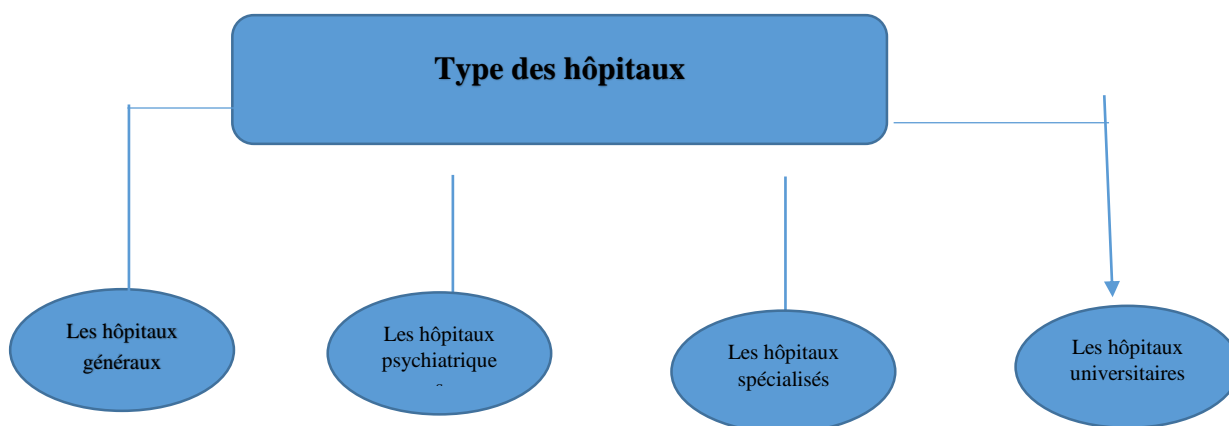 Type des hôpitaux
Les hôpitaux
généraux
Les hôpitaux
psychiatrique
s
Les hôpitaux
spécialisés
Les hôpitaux
universitaires